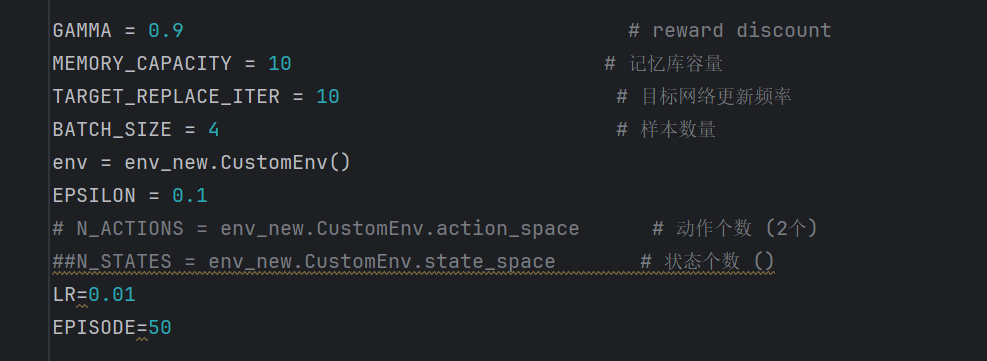 GAMMA = 0.9 # reward discount
MEMORY_CAPACITY = 10 # 记忆库容量
TARGET_REPLACE_ITER = 10 # 目标网络更新频率
BATCH_SIZE = 4 # 样本数量
env = env_new.CustomEnv()
EPSILON = 0.1
# N_ACTIONS = env_new.CustomEnv.action_space # 动作个数 (2个)
##N_STATES = env_new.CustomEnv.state_space # 状态个数 ()
LR=0.01
EPISODE=50